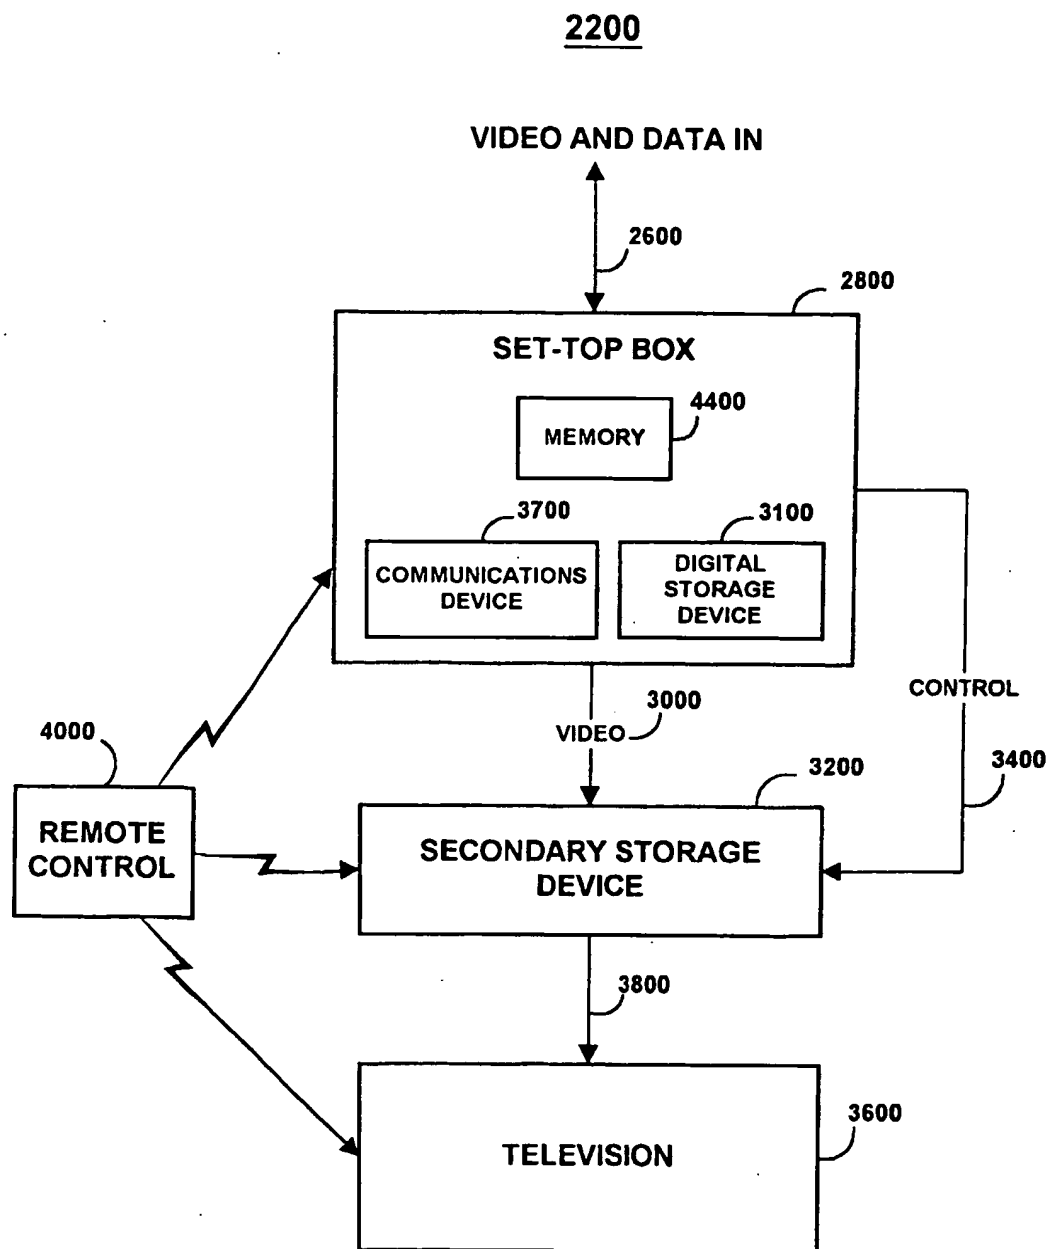 2200
VIDEO AND DATA IN
2600
2800
SET-TOP BOX
4400
MEMORY
3700
3100
COMMUNICATIONS
DEVICE
DIGITAL
STORAGE
DEVICE
CONTROL
3000
VIDEO
4000
3400
3200
REMOTE
CONTROL
SECONDARY STORAGE
DEVICE
3800
3600
TELEVISION